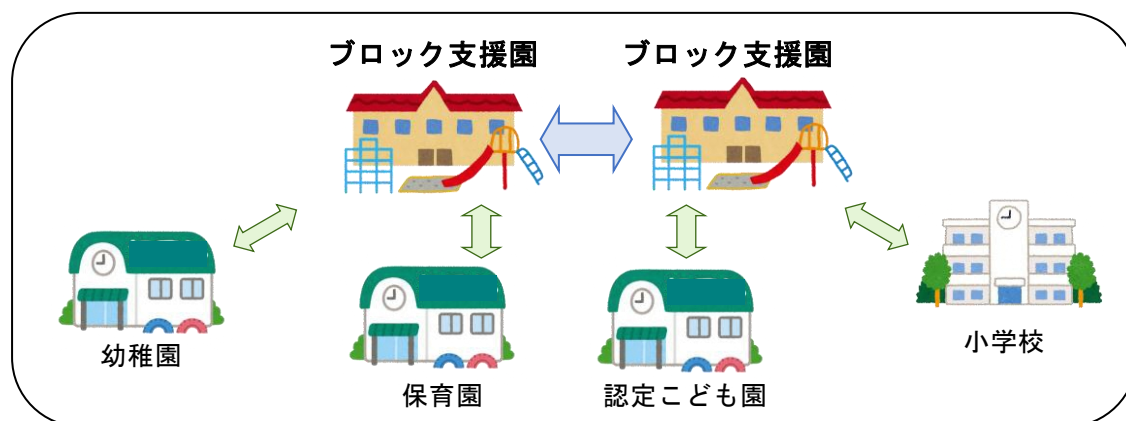 ブロック支援園
ブロック支援園
幼稚園
保育園
認定こども園
小学校